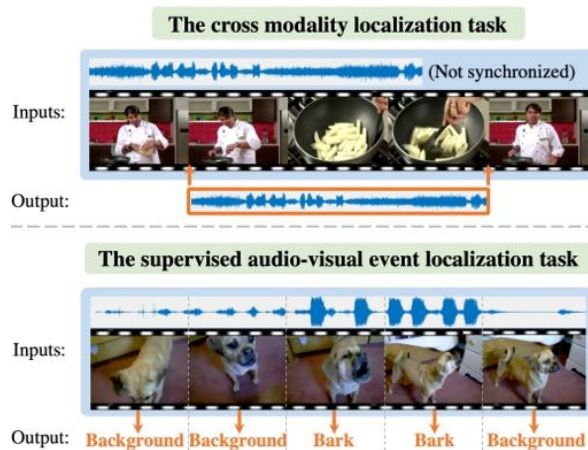 The cross modality localization task
(Not synchronized)
Inputs:
Output:
The supervised audio-visual event localization task
Inputs:
Output: Background Background Bark Bark Background